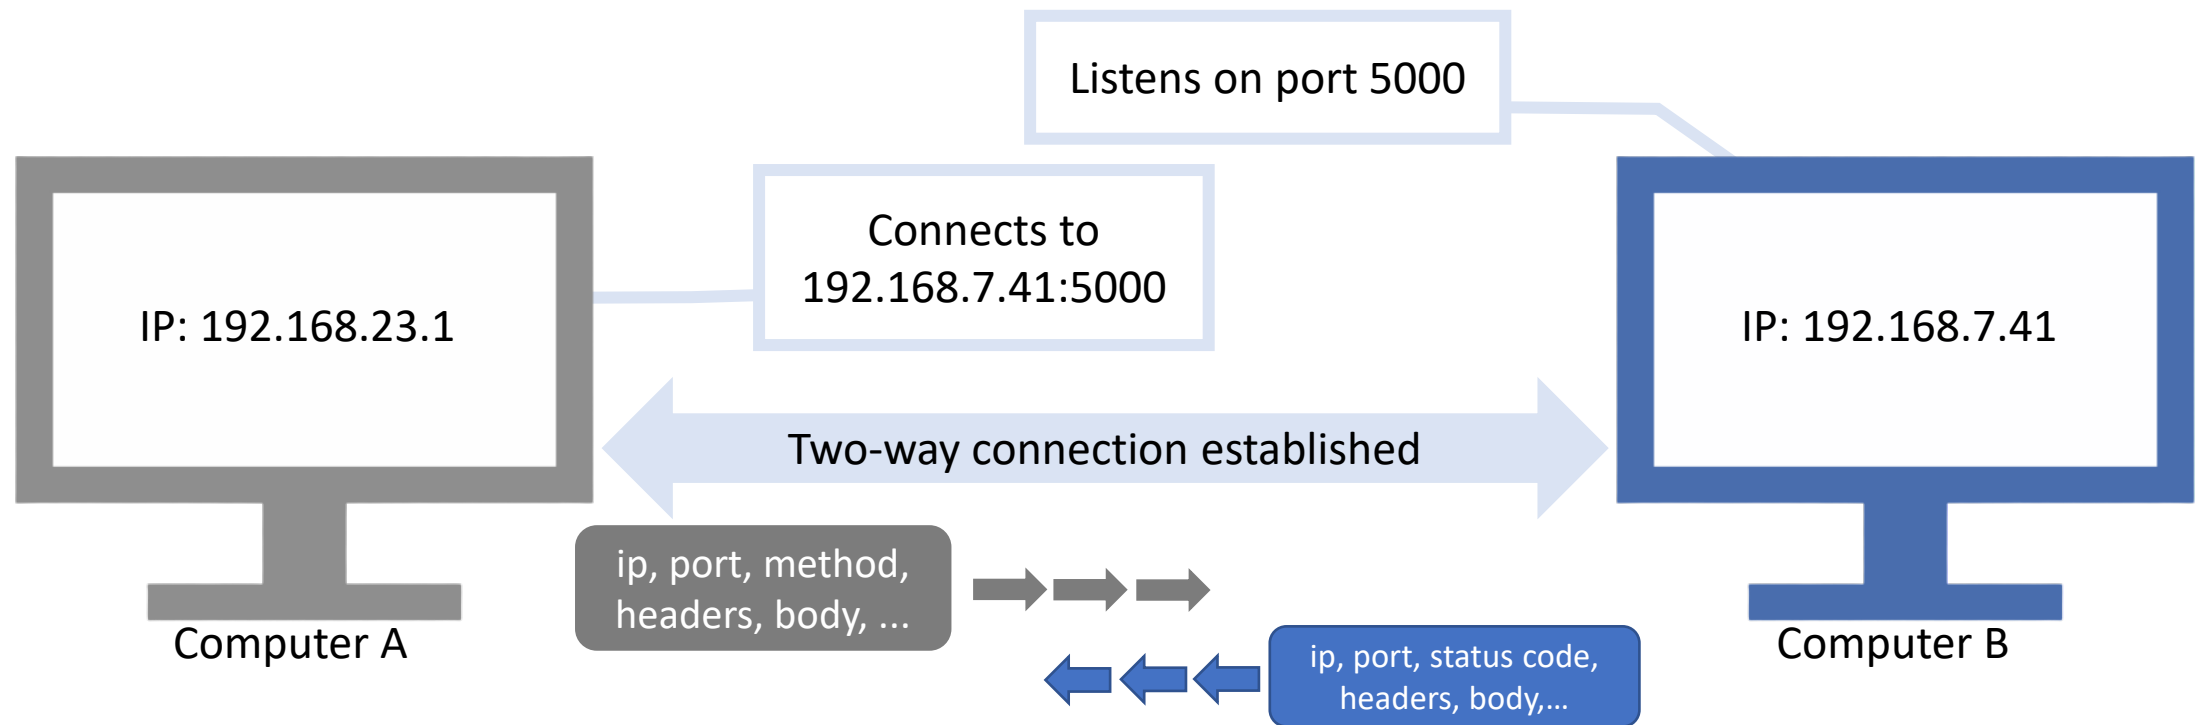 Listens on port 5000
Connects to
192.168.7.41:5000
IP: 192.168.23.1
IP: 192.168.7.41
Two-way connection established
ip, port, method,
headers, body, ...
Computer A
Computer B
ip, port, status code,
headers, body,...